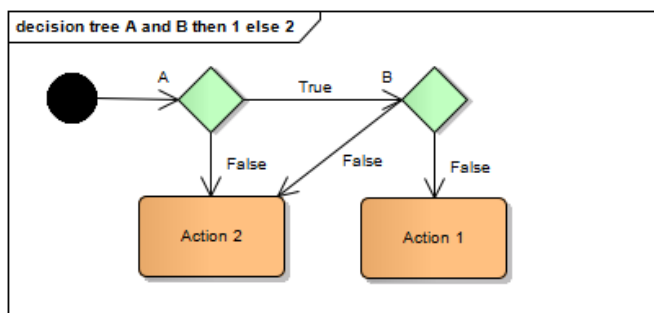 decision tree A and B then 1 else 2
A
B
True
False
False
False
Action 2
Action 1